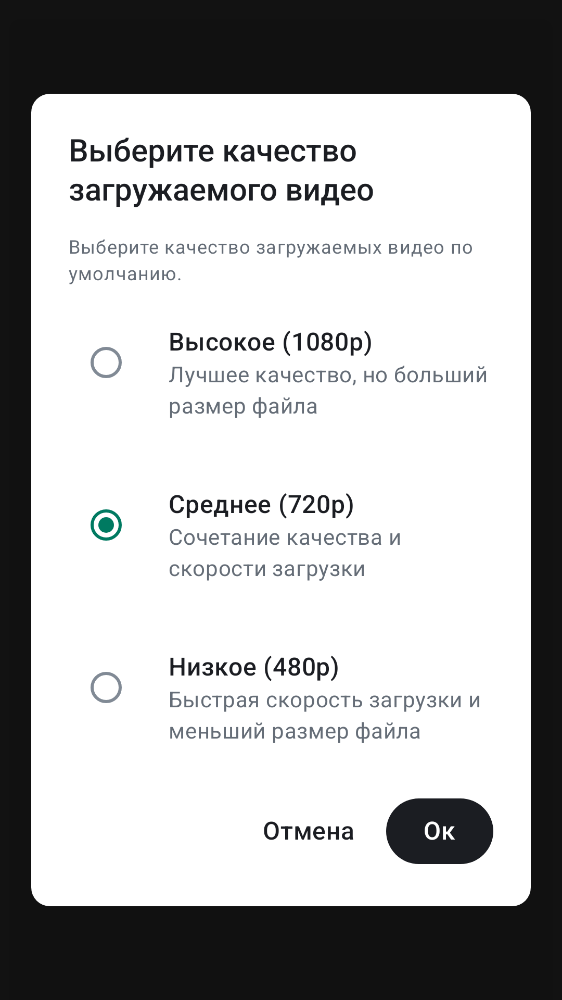 Выберите качество
загружаемого видео
Выберите качество загружаемых видео по
умолчанию.
Высокое (1080p)
Лучшее качество, но больший
размер файла
Среднее (720p)
Сочетание качества и
скорости загрузки
Низкое (480p)
Быстрая скорость загрузки и
меньший размер файла
Отмена
Ок